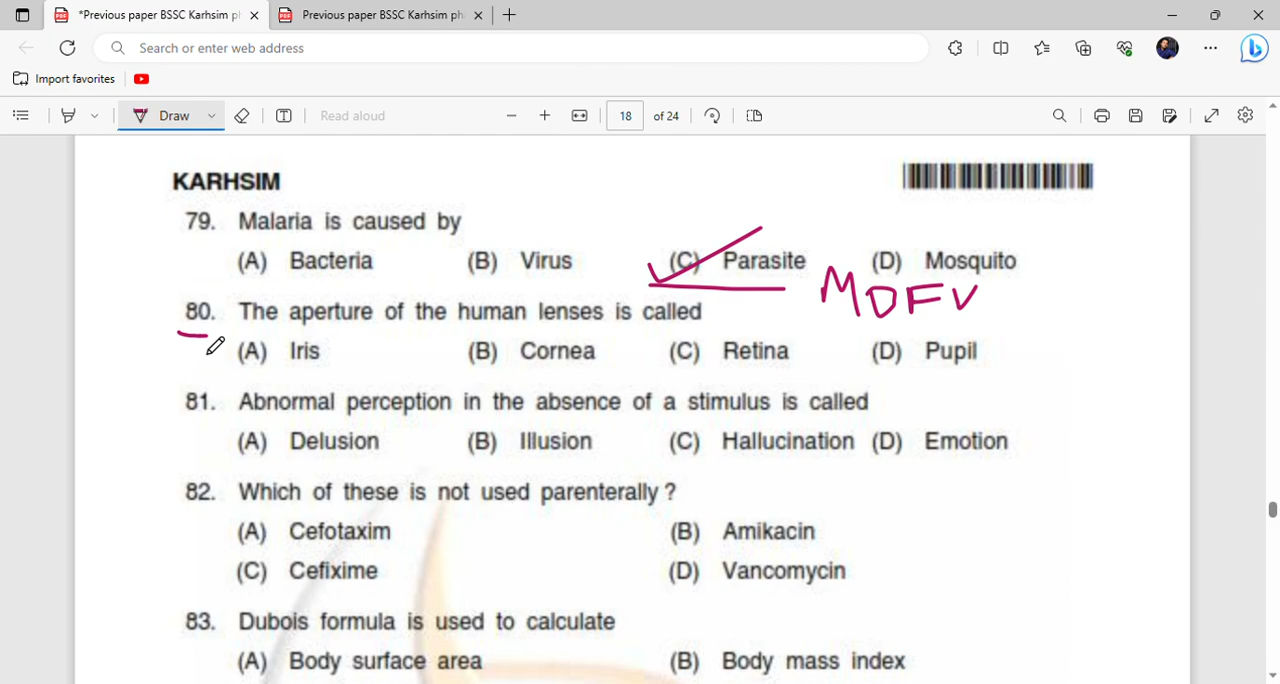 *Previous paper BSSC Karhsim ph
Previous paper BSSC Karhsim ph
Search or enter web address
Import favorites
Draw
Read aloud
18 of 24
KARHSIM
79. Malaria is caused by
(A) Bacteria (B) Virus (C) Parasite (D) Mosquito
MDFV
80. The aperture of the human lenses is called
(A) Iris (B) Cornea (C) Retina (D) Pupil
81. Abnormal perception in the absence of a stimulus is called
(A) Delusion (B) Illusion (C) Hallucination (D) Emotion
82. Which of these is not used parenterally ?
(A) Cefotaxim (B) Amikacin
(C) Cefixime (D) Vancomycin
83. Dubois formula is used to calculate
(A) Body surface area (B) Body mass index